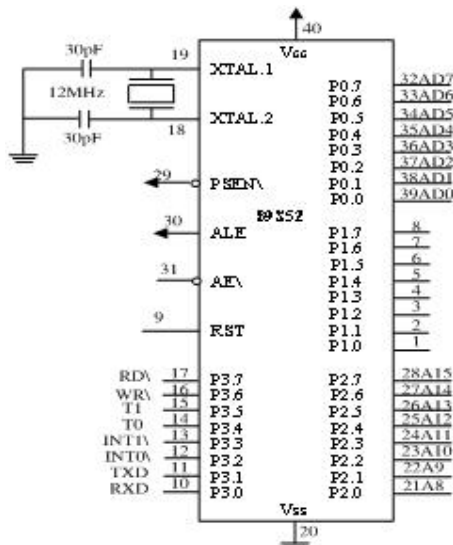 40
Vcc
30pF
19
XTAL.1
12MHz
18
XTAL.2
30pF
P0.7 32AD7
P0.6 33AD6
P0.5 34AD5
P0.4 35AD4
P0.3 36AD3
P0.2 37AD2
P0.1 38AD1
P0.0 39AD0
29
PSEN\
89S52
30
ALE
31
AE\
9
RST
P1.7 8
P1.6 7
P1.5 6
P1.4 5
P1.3 4
P1.2 3
P1.1 2
P1.0 1
RD\ 17 P3.7
WR\ 16 P3.6
T1 15 P3.5
T0 14 P3.4
INT1\ 13 P3.3
INT0\ 12 P3.2
TXD 11 P3.1
RXD 10 P3.0
P2.7 28A15
P2.6 27A14
P2.5 26A13
P2.4 25A12
P2.3 24A11
P2.2 23A10
P2.1 22A9
P2.0 21A8
Vss
20